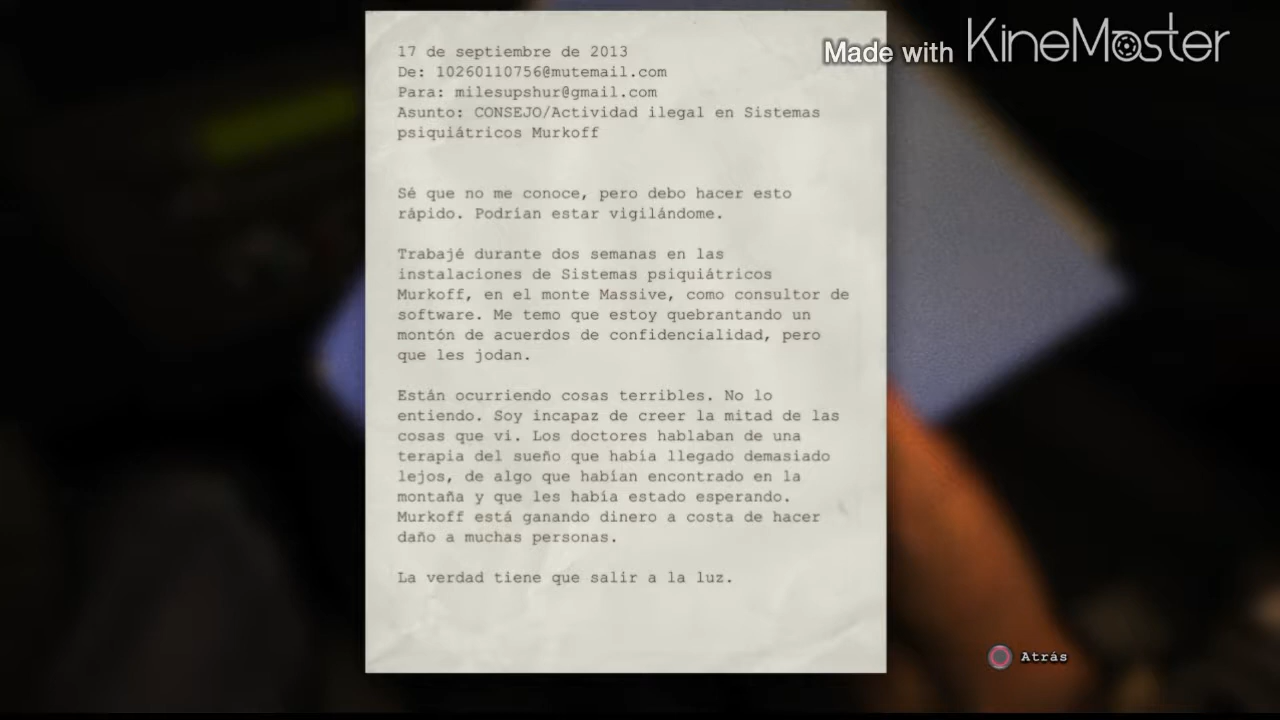 Made with KINEMASTER
17 de septiembre de 2013
De: 10260110756@mutemail.com
Para: milesupshur@gmail.com
Asunto: CONSEJO/Actividad ilegal en Sistemas
psiquiátricos Murkoff
Sé que no me conoce, pero debo hacer esto
rápido. Podrían estar vigilándome.
Trabajé durante dos semanas en las
instalaciones de Sistemas psiquiátricos
Murkoff, en el monte Massive, como consultor de
software. Me temo que estoy quebrantando un
montón de acuerdos de confidencialidad, pero
que les jodan.
Están ocurriendo cosas terribles. No lo
entiendo. Soy incapaz de creer la mitad de las
cosas que vi. Los doctores hablaban de una
terapia del sueño que había llegado demasiado
lejos, de algo que habían encontrado en la
montaña y que les había estado esperando.
Murkoff está ganando dinero a costa de hacer
daño a muchas personas.
La verdad tiene que salir a la luz.
Atrás